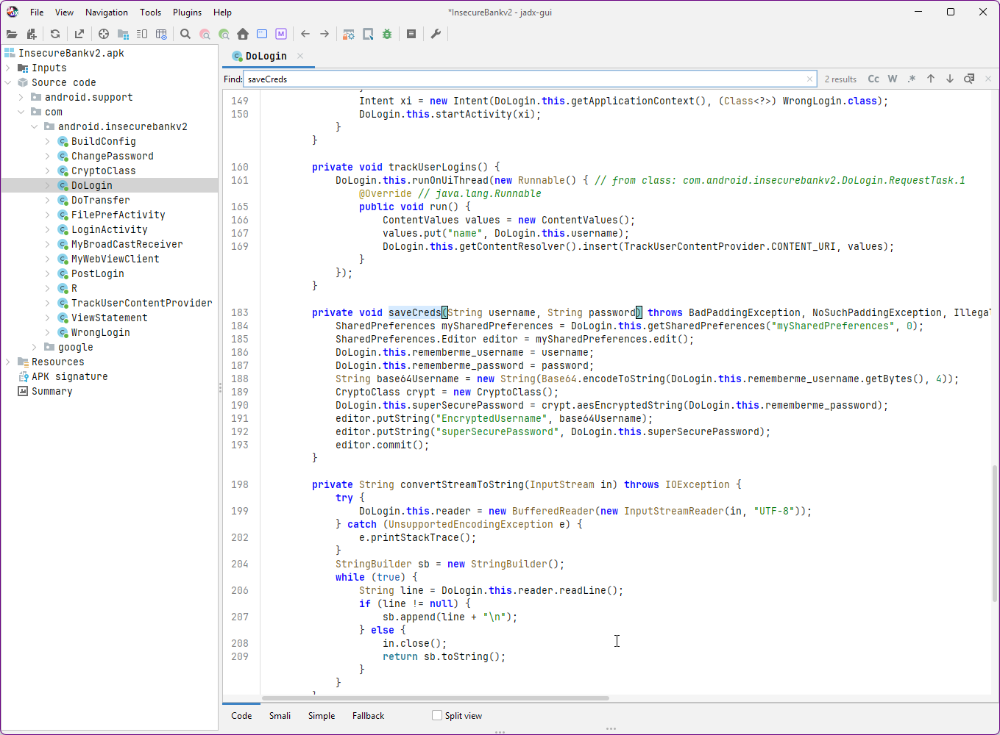 *InsecureBankv2 - jadx-gui
File View Navigation Tools Plugins Help
InsecureBankv2.apk
Inputs
Source code
android.support
com
android.insecurebankv2
BuildConfig
ChangePassword
CryptoClass
DoLogin
DoTransfer
FilePrefActivity
LoginActivity
MyBroadCastReceiver
MyWebViewClient
PostLogin
R
TrackUserContentProvider
ViewStatement
WrongLogin
google
Resources
APK signature
Summary
DoLogin
Find: saveCreds 2 results Cc W .*
}
149 Intent xi = new Intent(DoLogin.this.getApplicationContext(), (Class<?>) WrongLogin.class);
150 DoLogin.this.startActivity(xi);
}
}
160 private void trackUserLogins() {
161 DoLogin.this.runOnUiThread(new Runnable() { // from class: com.android.insecurebankv2.DoLogin.RequestTask.1
@Override // java.lang.Runnable
165 public void run() {
166 ContentValues values = new ContentValues();
167 values.put("name", DoLogin.this.username);
169 DoLogin.this.getContentResolver().insert(TrackUserContentProvider.CONTENT_URI, values);
}
});
}
183 private void saveCreds(String username, String password) throws BadPaddingException, NoSuchPaddingException, Illegal
184 SharedPreferences mySharedPreferences = DoLogin.this.getSharedPreferences("mySharedPreferences", 0);
185 SharedPreferences.Editor editor = mySharedPreferences.edit();
186 DoLogin.this.rememberme_username = username;
187 DoLogin.this.rememberme_password = password;
188 String base64Username = new String(Base64.encodeToString(DoLogin.this.rememberme_username.getBytes(), 4));
189 CryptoClass crypt = new CryptoClass();
190 DoLogin.this.superSecurePassword = crypt.aesEncryptedString(DoLogin.this.rememberme_password);
191 editor.putString("EncryptedUsername", base64Username);
192 editor.putString("superSecurePassword", DoLogin.this.superSecurePassword);
193 editor.commit();
}
198 private String convertStreamToString(InputStream in) throws IOException {
try {
199 DoLogin.this.reader = new BufferedReader(new InputStreamReader(in, "UTF-8"));
} catch (UnsupportedEncodingException e) {
202 e.printStackTrace();
}
204 StringBuilder sb = new StringBuilder();
while (true) {
206 String line = DoLogin.this.reader.readLine();
if (line != null) {
207 sb.append(line + "\n");
} else {
208 in.close();
209 return sb.toString();
}
}
}
Code Smali Simple Fallback Split view